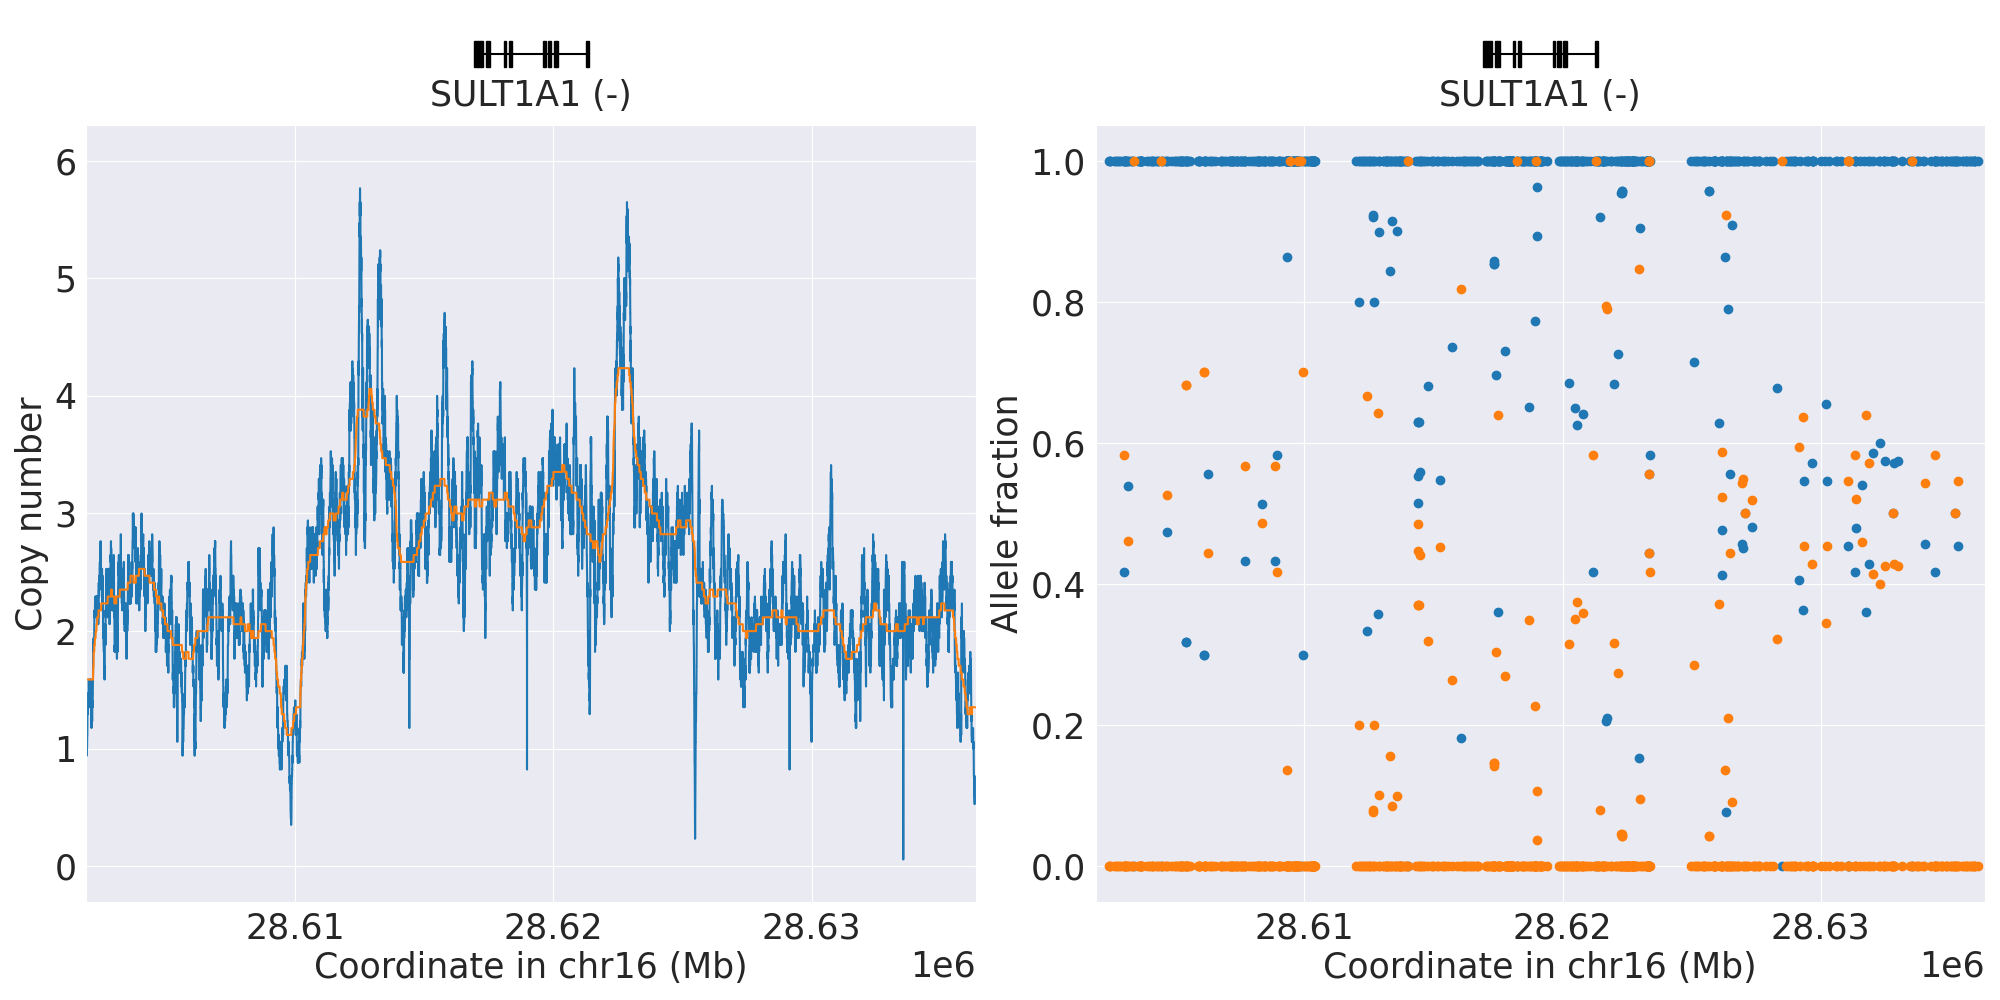 SULT1A1 (-)
Copy number
6
5
4
3
2
1
0
28.61
28.62
28.63
Coordinate in chr16 (Mb)
1e6
SULT1A1 (-)
Allele fraction
1.0
0.8
0.6
0.4
0.2
0.0
28.61
28.62
28.63
Coordinate in chr16 (Mb)
1e6